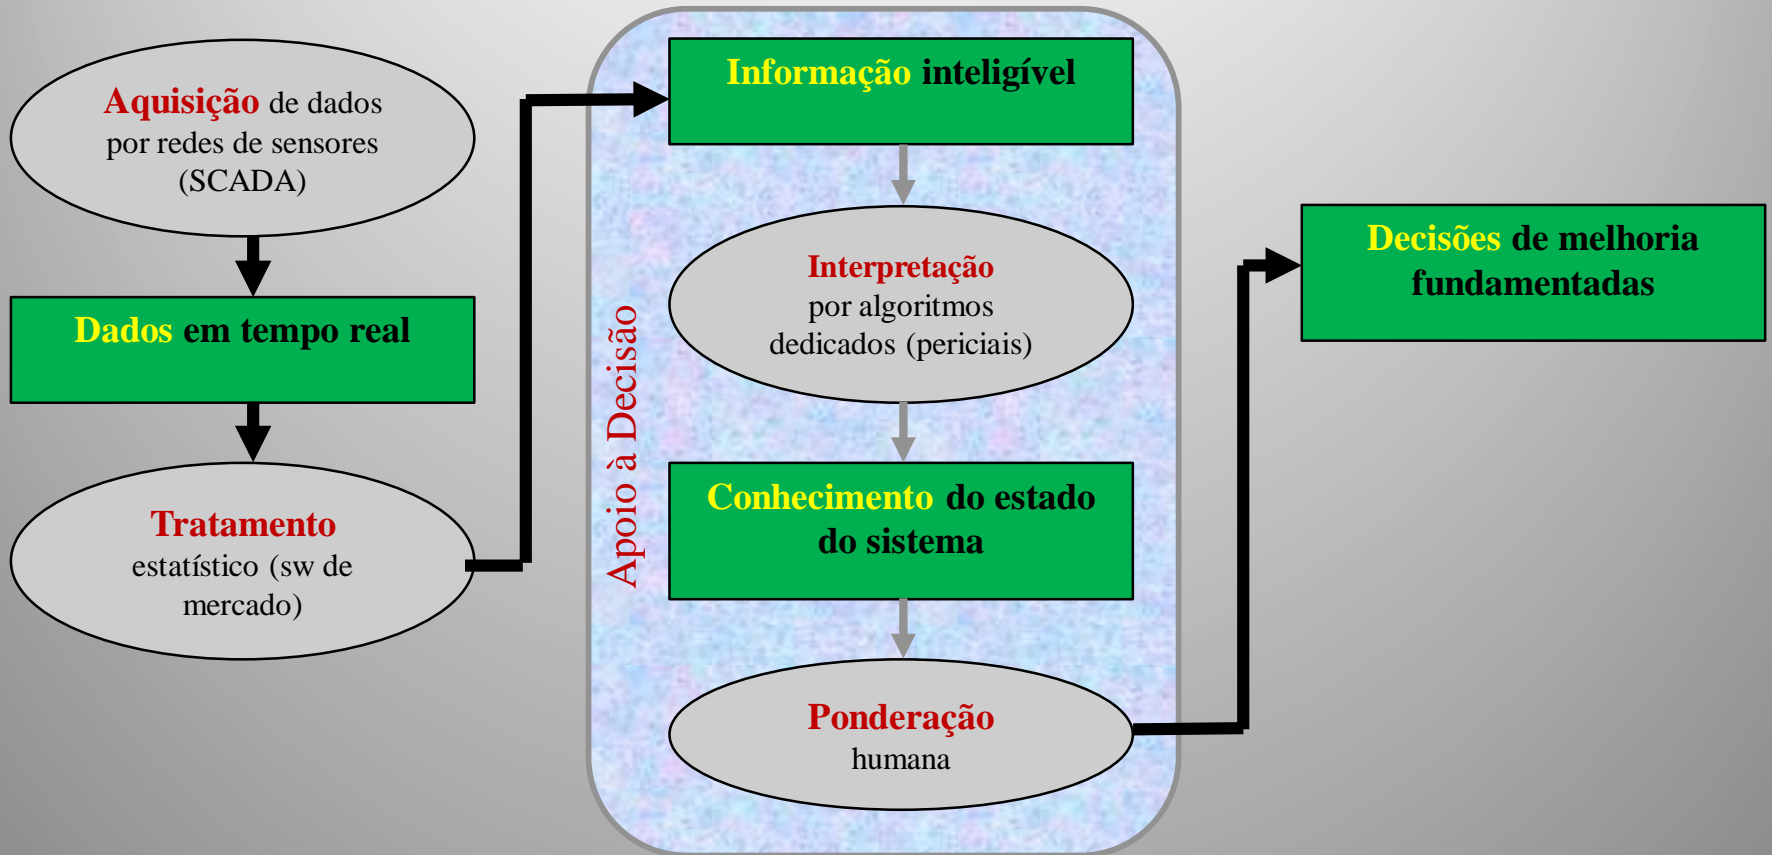 Aquisição de dados
por redes de sensores
(SCADA)
Dados em tempo real
Tratamento
estatístico (sw de
mercado)
Apoio à Decisão
Informação inteligível
Interpretação
por algoritmos
dedicados (periciais)
Conhecimento do estado
do sistema
Ponderação
humana
Decisões de melhoria
fundamentadas